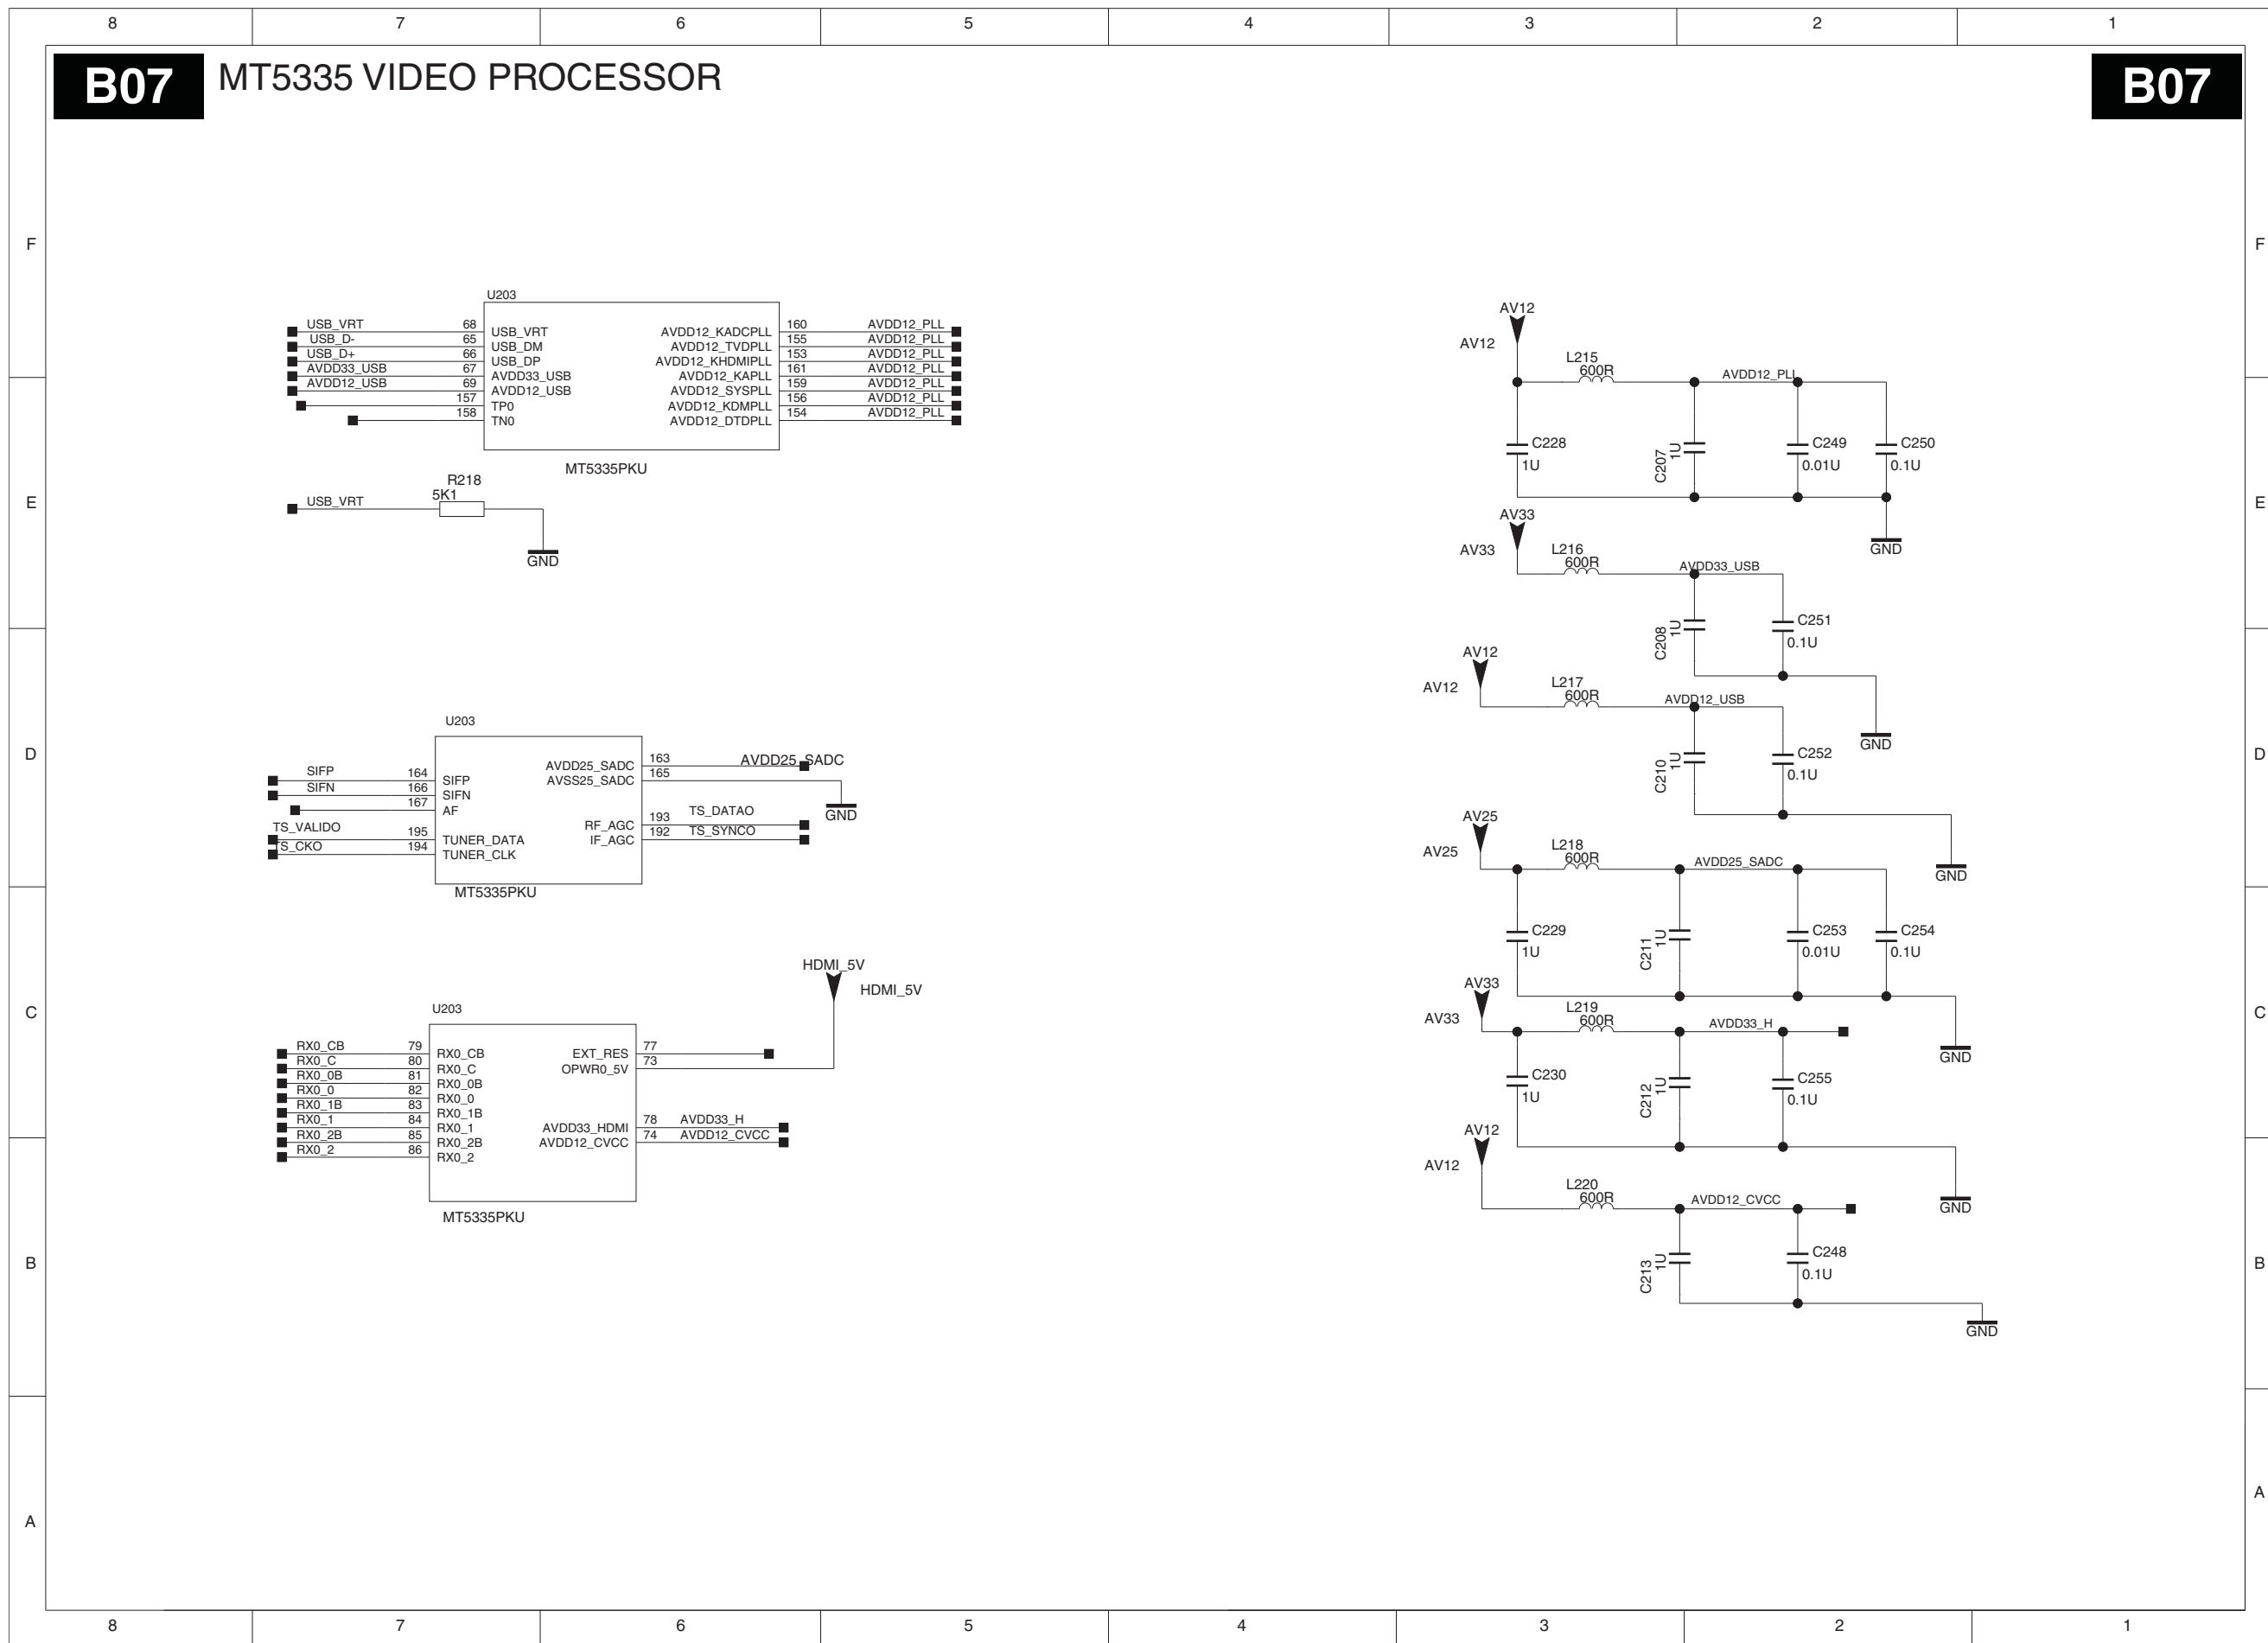 8 7 6 5 4 3 2 1
B07 MT5335 VIDEO PROCESSOR B07
F F
U203
USB_VRT 68 USB_VRT AVDD12_KADCPLL 160 AVDD12_PLL
USB_D- 65 USB_DM AVDD12_TVDPLL 155 AVDD12_PLL
USB_D+ 66 USB_DP AVDD12_KHDMIPLL 153 AVDD12_PLL
AVDD33_USB 67 AVDD33_USB AVDD12_KAPLL 161 AVDD12_PLL
AVDD12_USB 69 AVDD12_USB AVDD12_SYSPLL 159 AVDD12_PLL
157 TP0 AVDD12_KDMPLL 156 AVDD12_PLL
158 TN0 AVDD12_DTDPLL 154 AVDD12_PLL
MT5335PKU
R218
5K1
USB_VRT
GND
E E
AV12
AV12
L215
600R
AVDD12_PLL
C228
1U
C207
1U
C249
0.01U
C250
0.1U
GND
AV33
AV33
L216
600R
AVDD33_USB
C208
1U
C251
0.1U
GND
AV12
AV12
L217
600R
AVDD12_USB
C210
1U
C252
0.1U
GND
D D
U203
SIFP 164 SIFP AVDD25_SADC 163 AVDD25_SADC
SIFN 166 SIFN AVSS25_SADC 165
167 AF
GND
RF_AGC 193 TS_DATAO
TS_VALIDO 195 TUNER_DATA IF_AGC 192 TS_SYNCO
TS_CKO 194 TUNER_CLK
MT5335PKU
AV25
AV25
L218
600R
AVDD25_SADC
C229
1U
C211
1U
C253
0.01U
C254
0.1U
GND
C C
HDMI_5V
HDMI_5V
U203
RX0_CB 79 RX0_CB EXT_RES 77
RX0_C 80 RX0_C OPWR0_5V 73
RX0_0B 81 RX0_0B
RX0_0 82 RX0_0
RX0_1B 83 RX0_1B
RX0_1 84 RX0_1 AVDD33_HDMI 78 AVDD33_H
RX0_2B 85 RX0_2B AVDD12_CVCC 74 AVDD12_CVCC
RX0_2 86 RX0_2
MT5335PKU
AV33
AV33
L219
600R
AVDD33_H
C230
1U
C212
1U
C255
0.1U
GND
AV12
AV12
L220
600R
AVDD12_CVCC
C213
1U
C248
0.1U
GND
B B
A A
8 7 6 5 4 3 2 1